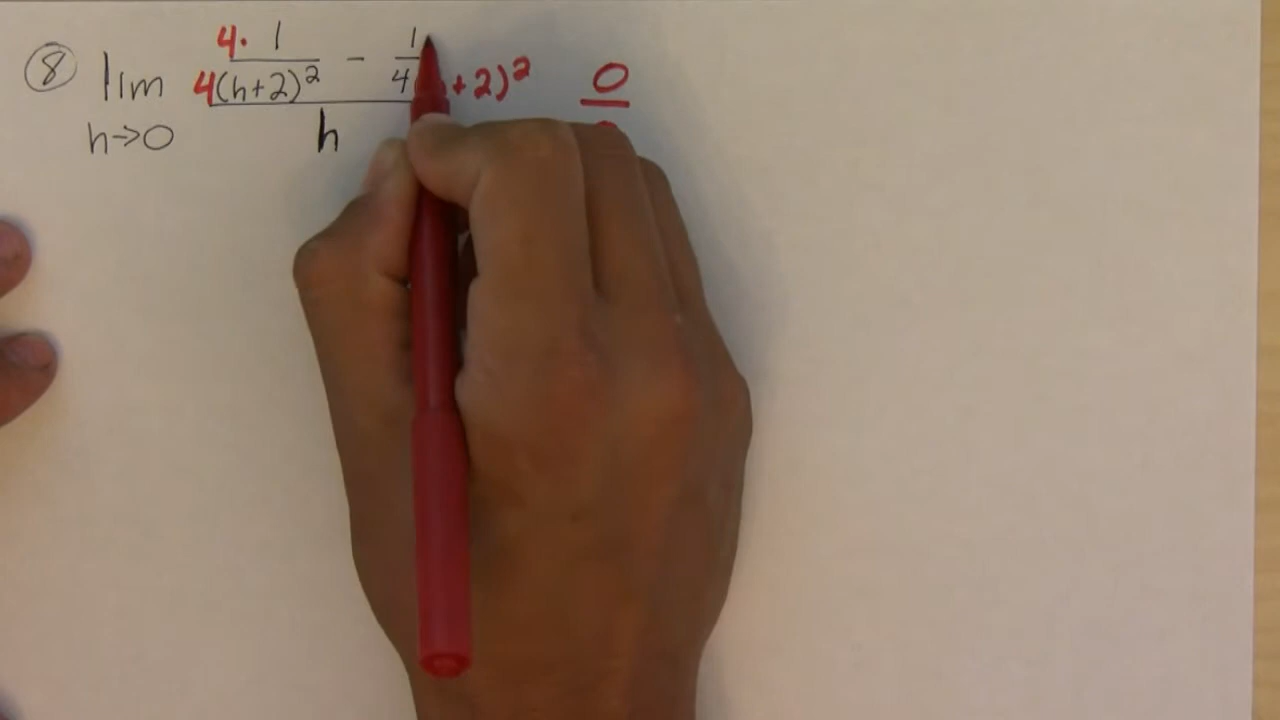 ⑧ lim 4· 1 / 4(h+2)² − 1 / 4 +2)² 0
h→0 h